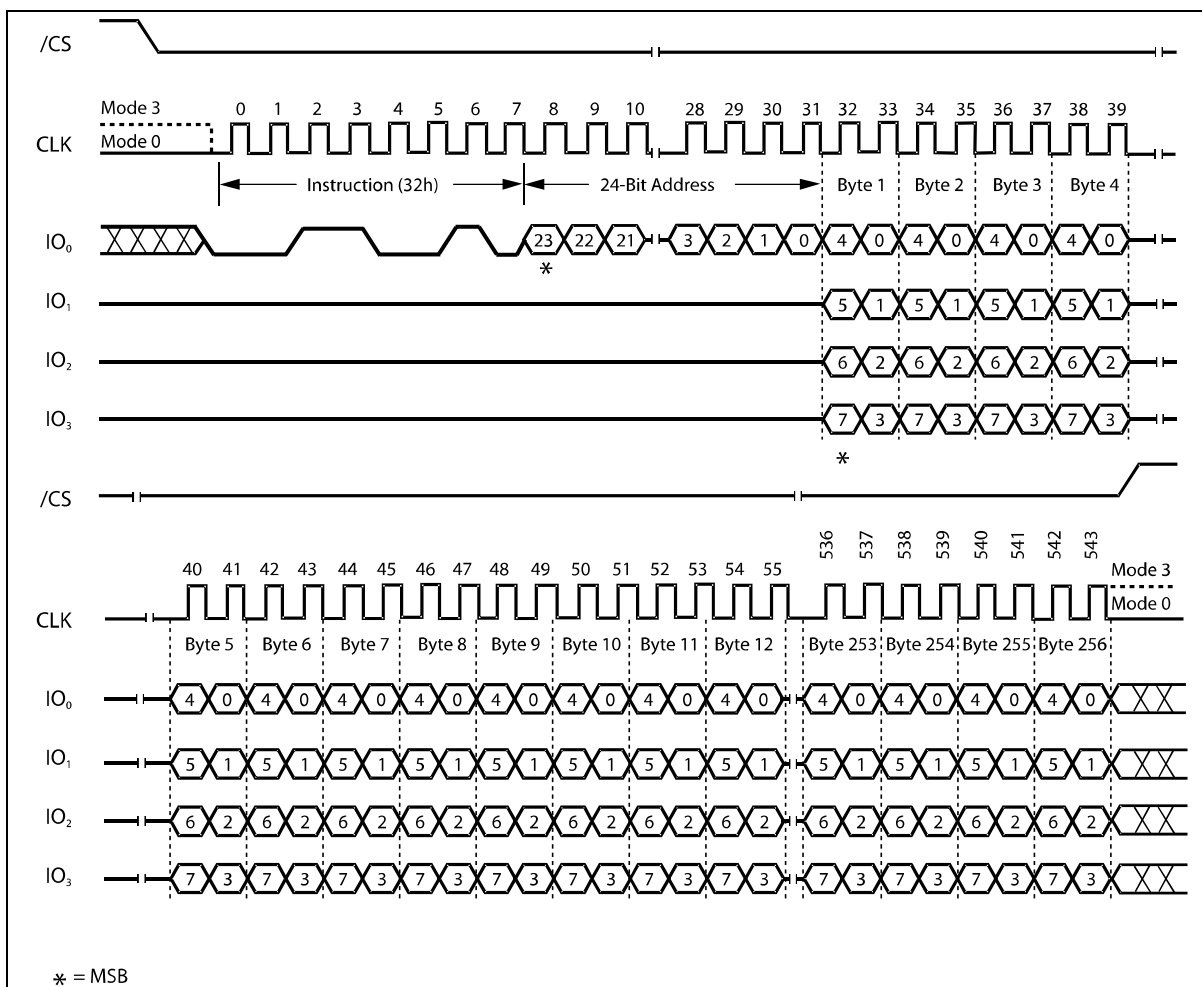 /CS
0 1 2 3 4 5 6 7 8 9 10 28 29 30 31 32 33 34 35 36 37 38 39
Mode 3
CLK
Mode 0
Instruction (32h) 24-Bit Address Byte 1 Byte 2 Byte 3 Byte 4
IO₀ 23 22 21 3 2 1 0 4 0 4 0 4 0 4 0
*
IO₁ 5 1 5 1 5 1 5 1
IO₂ 6 2 6 2 6 2 6 2
IO₃ 7 3 7 3 7 3 7 3
*
/CS
40 41 42 43 44 45 46 47 48 49 50 51 52 53 54 55 536 537 538 539 540 541 542 543
Mode 3
CLK
Mode 0
Byte 5 Byte 6 Byte 7 Byte 8 Byte 9 Byte 10 Byte 11 Byte 12 Byte 253 Byte 254 Byte 255 Byte 256
IO₀ 4 0 4 0 4 0 4 0 4 0 4 0 4 0 4 0 4 0 4 0 4 0 4 0
IO₁ 5 1 5 1 5 1 5 1 5 1 5 1 5 1 5 1 5 1 5 1 5 1 5 1
IO₂ 6 2 6 2 6 2 6 2 6 2 6 2 6 2 6 2 6 2 6 2 6 2 6 2
IO₃ 7 3 7 3 7 3 7 3 7 3 7 3 7 3 7 3 7 3 7 3 7 3 7 3
* = MSB